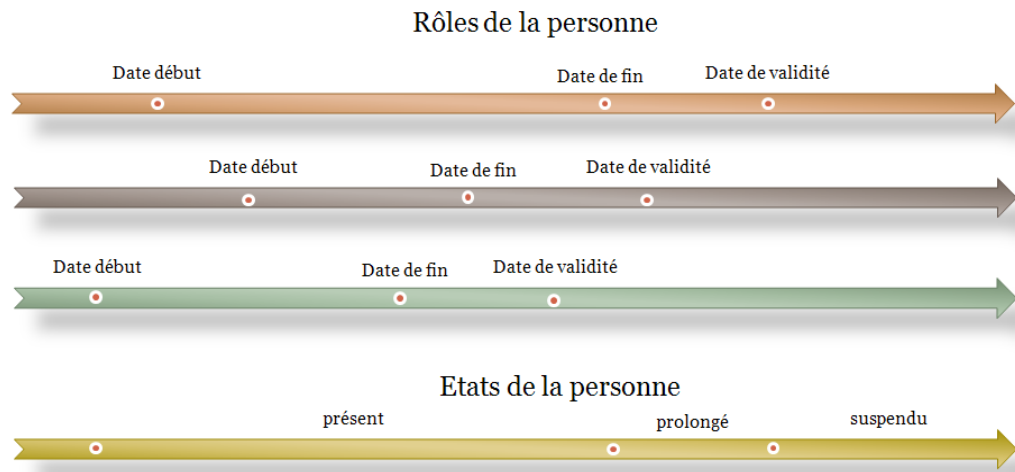 Rôles de la personne
Date début
Date de fin
Date de validité
Date début
Date de fin
Date de validité
Date début
Date de fin
Date de validité
Etats de la personne
présent
prolongé
suspendu